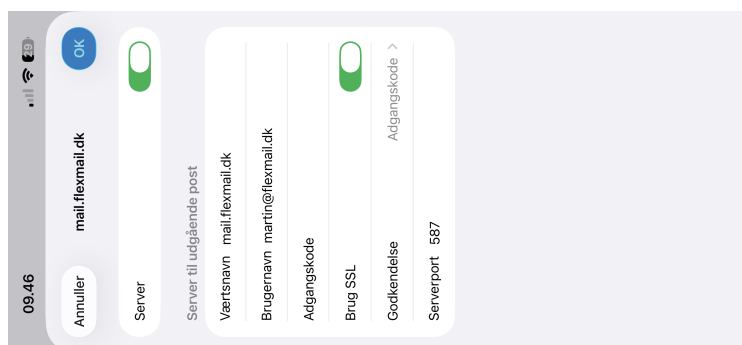 09.46 29
Annuller mail.flexmail.dk OK
Server
Server til udgående post
Værtsnavn mail.flexmail.dk
Brugernavn martin@flexmail.dk
Adgangskode
Brug SSL
Godkendelse Adgangskode
Serverport 587